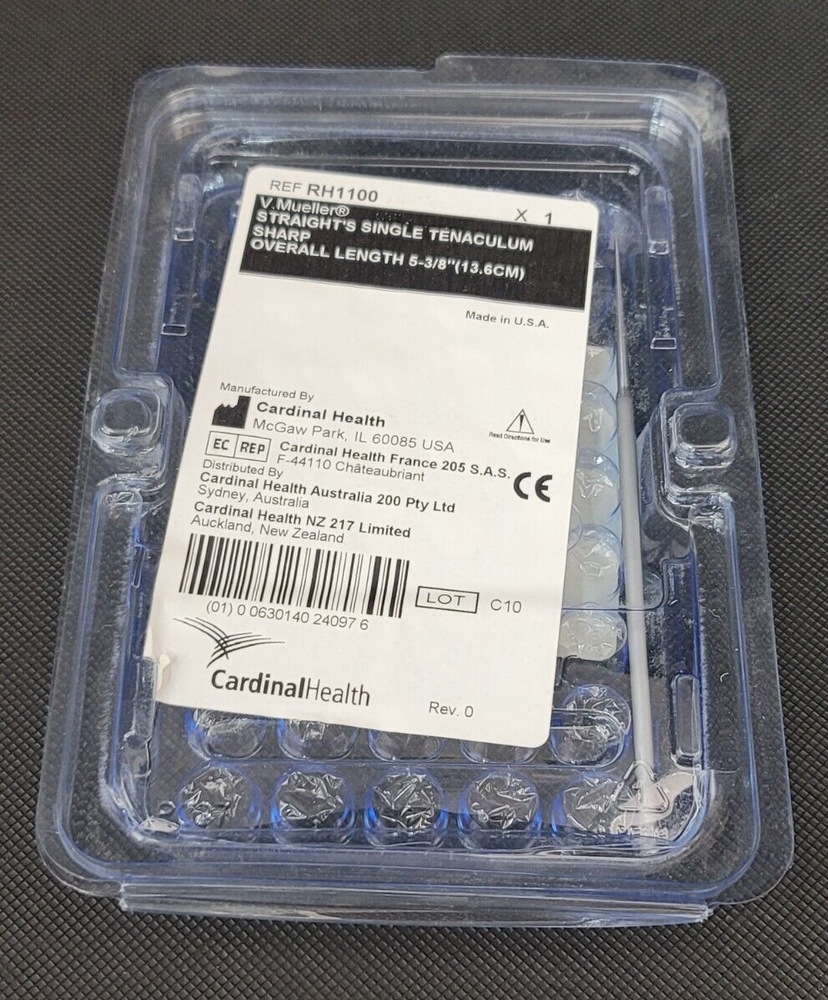 REF RH1100
X 1
V.Mueller®
STRAIGHT'S SINGLE TENACULUM
SHARP
OVERALL LENGTH 5-3/8"(13.6CM)
Made in U.S.A.
Manufactured By
Cardinal Health
McGaw Park, IL 60085 USA
Read Directions for Use
EC REP Cardinal Health France 205 S.A.S.
F-44110 Châteaubriant
CE
Distributed By
Cardinal Health Australia 200 Pty Ltd
Sydney, Australia
Cardinal Health NZ 217 Limited
Auckland, New Zealand
(01) 0 0630140 24097 6
LOT C10
CardinalHealth
Rev. 0